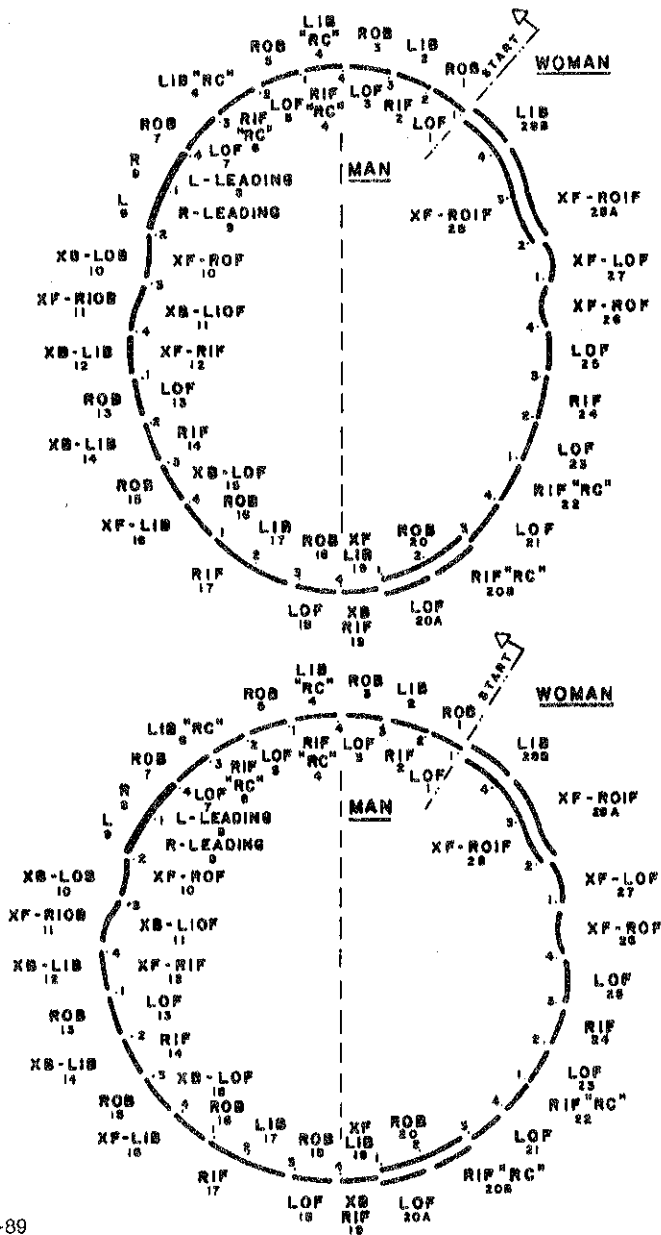 LIB
"RC"
4
ROB
3
LIB
2
ROB
1
START
WOMAN
LIB
28B
XF-ROIF
28A
XF-LOF
27
XF-ROF
26
LOF
25
RIF
24
LOF
23
RIF"RC"
22
LOF
21
RIF"RC"
20B
LOF
20A
XB
RIF
19
LOF
18
RIF
17
XF-LIB
16
ROB
15
XB-LIB
14
ROB
13
XB-LIB
12
XF-RIOB
11
XB-LOB
10
L
9
R
ROB
7
LIB "RC"
ROB
MAN
LOF
1
RIF
2
LOF
3
RIF
"RC"
4
LOF
RIF
"RC"
LOF
7
L-LEADING
R-LEADING
9
XF-ROF
10
XB-LIOF
11
XF-RIF
12
LOF
13
RIF
14
XB-LOF
15
ROB
16
LIB
17
ROB
18
XF
LIB
19
ROB
20
XF-ROIF
28
LIB
"RC"
4
ROB
3
LIB
2
ROB
1
START
WOMAN
LIB
28B
XF-ROIF
28A
XF-LOF
27
XF-ROF
26
LOF
25
RIF
24
LOF
23
RIF"RC"
22
LOF
21
RIF"RC"
20B
LOF
20A
XB
RIF
19
LOF
18
RIF
17
XF-LIB
16
ROB
15
XB-LIB
14
ROB
13
XB-LIB
12
XF-RIOB
11
XB-LOB
10
L
9
R
8
ROB
7
LIB "RC"
6
ROB
5
MAN
LOF
1
RIF
2
LOF
3
RIF
"RC"
4
LOF
RIF
"RC"
6
LOF
7
L-LEADING
8
R-LEADING
9
XF-ROF
10
XB-LIOF
11
XF-RIF
12
LOF
13
RIF
14
XB-LOF
15
ROB
16
LIB
17
ROB
18
XF
LIB
19
ROB
20
XF-ROIF
28
-89